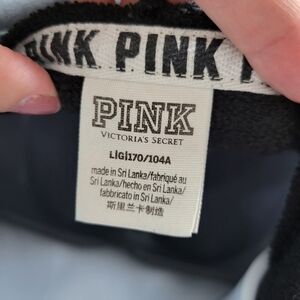 PINK PINK
PINK
VICTORIA'S SECRET
L|G|170/104A
made in Sri Lanka/fabriqué au
Sri Lanka/hecho en Sri Lanka/
fabricado in Sri Lanka/
斯里兰卡制造